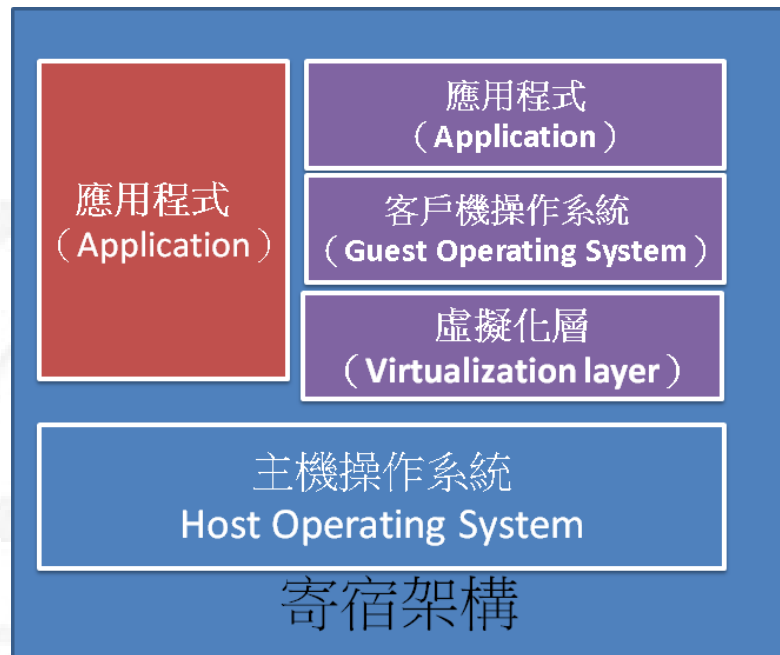 應用程式
（Application）
應用程式
（Application）
客戶機操作系統
（Guest Operating System）
虛擬化層
（Virtualization layer）
主機操作系統
Host Operating System
寄宿架構